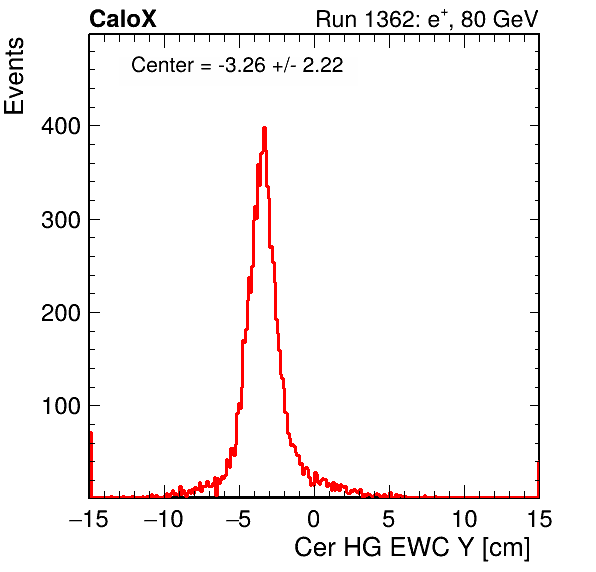 CaloX Run 1362: e⁺, 80 GeV
Events
Center = -3.26 +/- 2.22
400
300
200
100
−15 −10 −5 0 5 10 15
Cer HG EWC Y [cm]